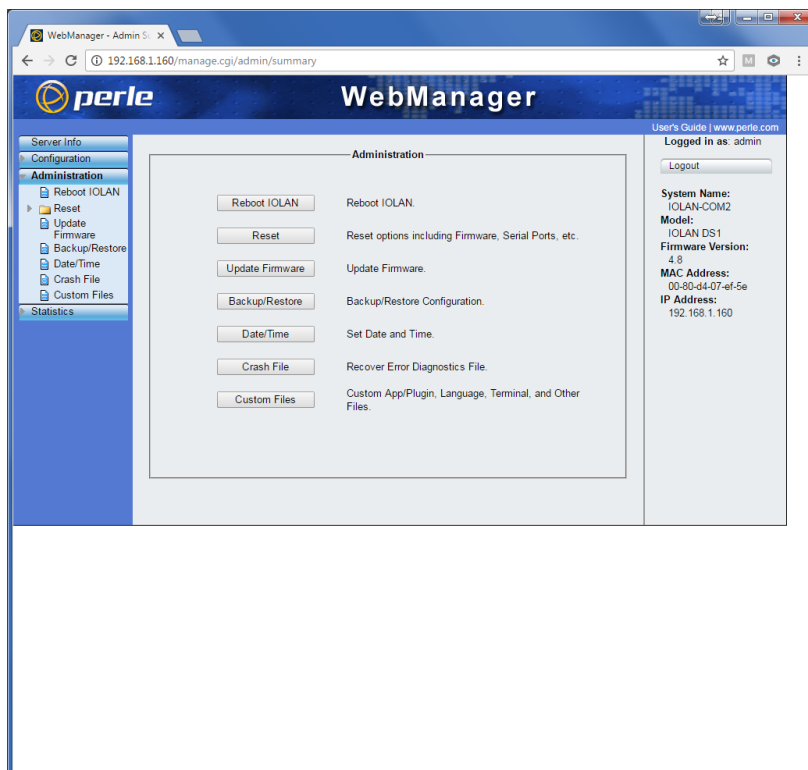 WebManager - Admin S
192.168.1.160/manage.cgi/admin/summary
perle
WebManager
User's Guide | www.perle.com
Server Info
Configuration
Administration
Reboot IOLAN
Reset
Update
Firmware
Backup/Restore
Date/Time
Crash File
Custom Files
Statistics
Administration
Reboot IOLAN Reboot IOLAN.
Reset Reset options including Firmware, Serial Ports, etc.
Update Firmware Update Firmware.
Backup/Restore Backup/Restore Configuration.
Date/Time Set Date and Time.
Crash File Recover Error Diagnostics File.
Custom Files Custom App/Plugin, Language, Terminal, and Other
Files.
Logged in as: admin
Logout
System Name:
IOLAN-COM2
Model:
IOLAN DS1
Firmware Version:
4.8
MAC Address:
00-80-d4-07-ef-5e
IP Address:
192.168.1.160